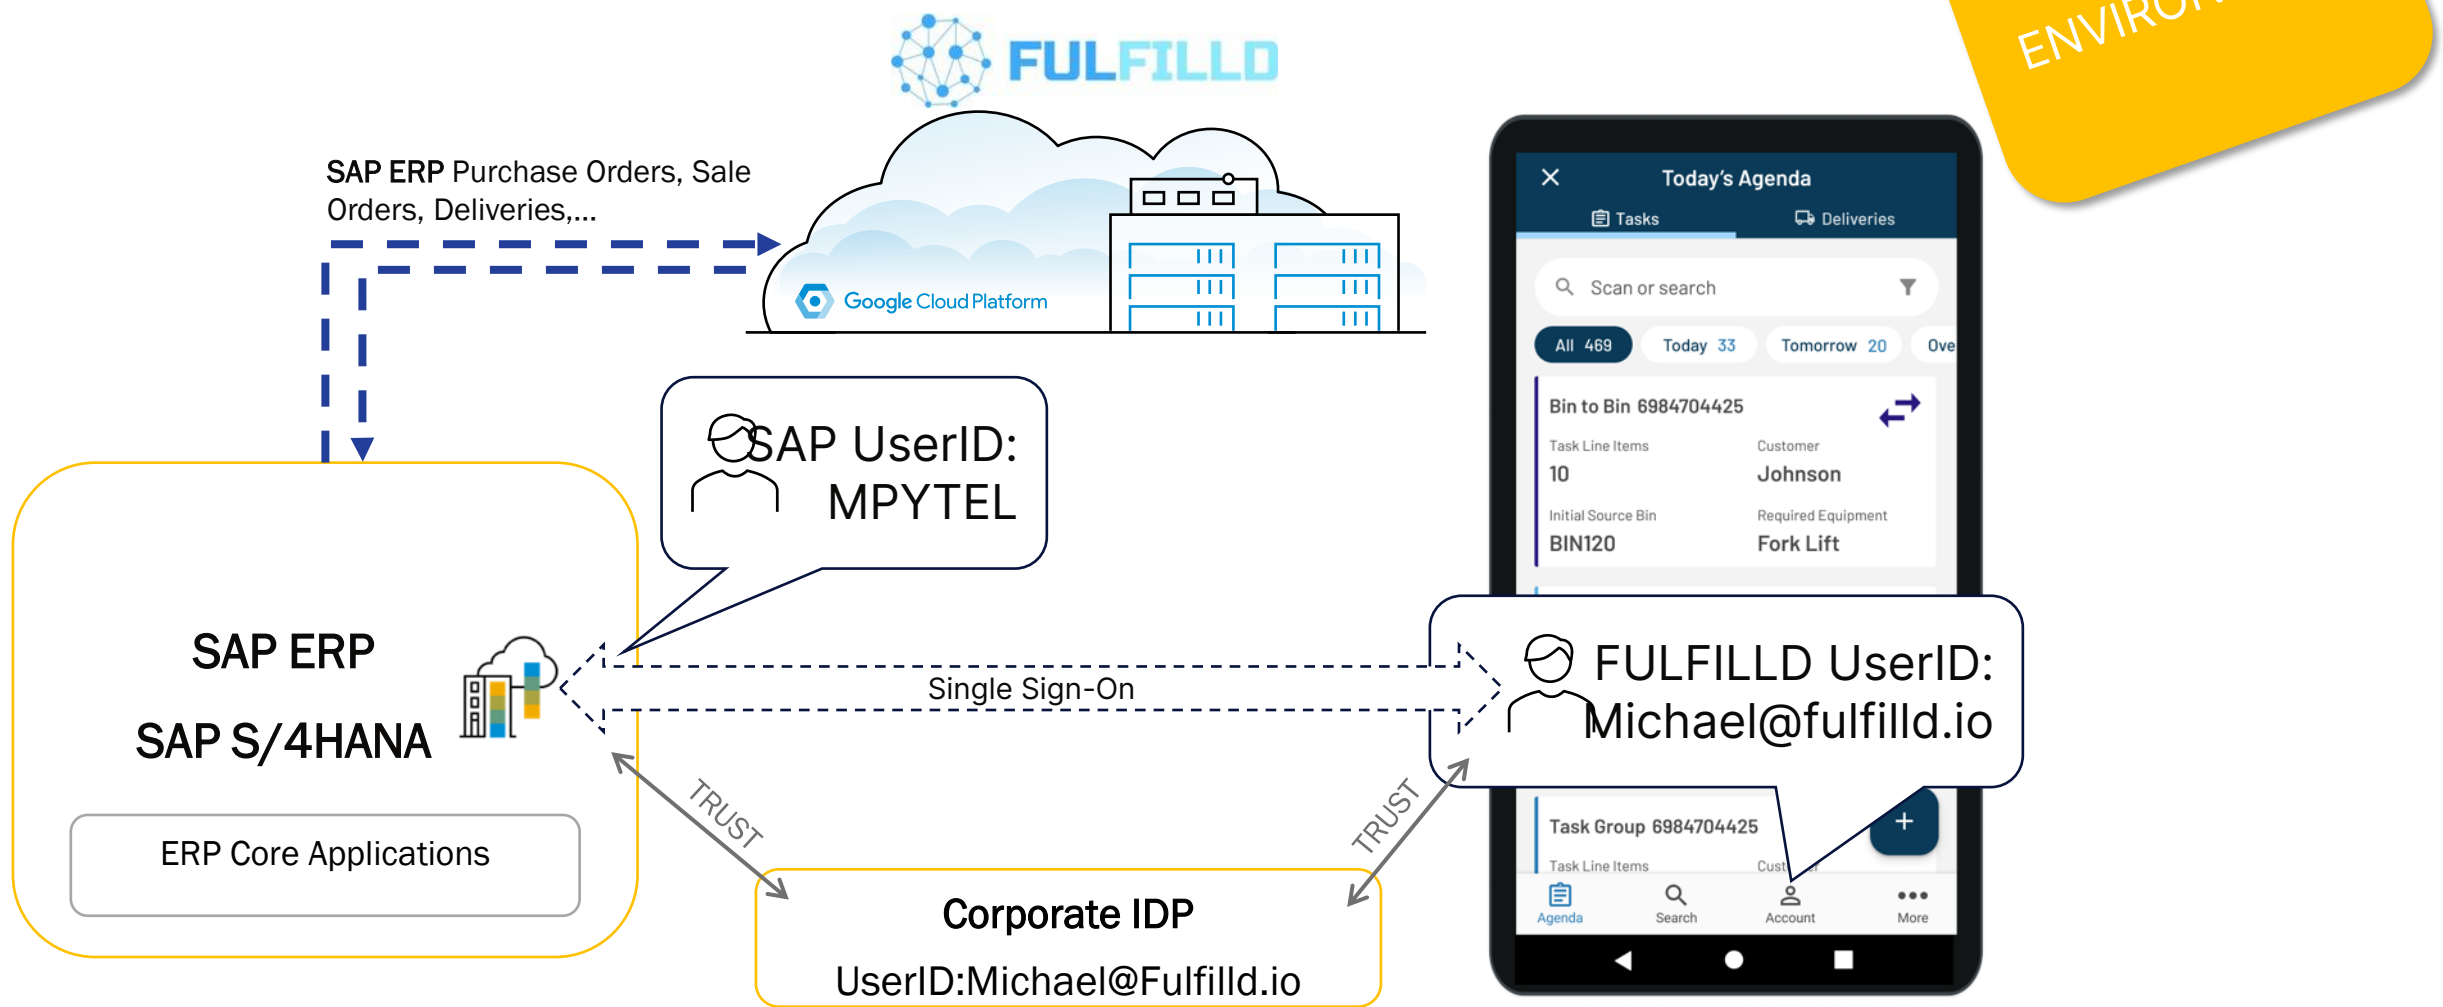 FULFILLD
SAP ERP Purchase Orders, Sale
Orders, Deliveries,...
Google Cloud Platform
SAP UserID:
MPYTEL
SAP ERP
SAP S/4HANA
ERP Core Applications
Single Sign-On
TRUST
TRUST
Corporate IDP
UserID:Michael@Fulfilld.io
Today's Agenda
Tasks
Deliveries
Scan or search
All 469
Today 33
Tomorrow 20
Ove
Bin to Bin 6984704425
Task Line Items
Customer
10
Johnson
Initial Source Bin
Required Equipment
BIN120
Fork Lift
FULFILLD UserID:
Michael@fulfilld.io
Task Group 6984704425
Task Line Items
Agenda
Search
Account
More